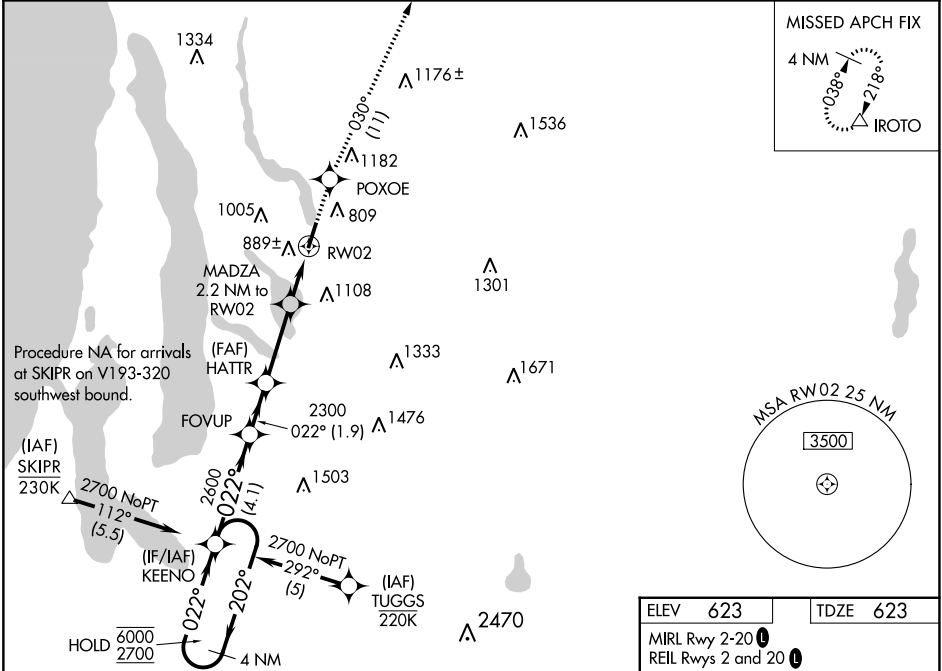 MISSED APCH FIX
4 NM
038°
218°
IROTO
1334
1176±
030°
(11)
1536
1182
POXOE
1005
809
889±
RW02
MADZA
2.2 NM to
RW02
1108
1301
Procedure NA for arrivals
at SKIPR on V193-320
southwest bound.
(FAF)
HATTR
1333
1671
FOVUP
2300
022° (1.9)
1476
MSA RW 02 25 NM
3500
(IAF)
SKIPR
230K
2700 NoPT
112°
(5.5)
2600
022°
(4.1)
1503
(IF/IAF)
KEENO
2700 NoPT
292°
(5)
(IAF)
TUGGS
220K
022°
202°
HOLD
6000
2700
4 NM
2470
ELEV 623
TDZE 623
MIRL Rwy 2-20 L
REIL Rwys 2 and 20 L